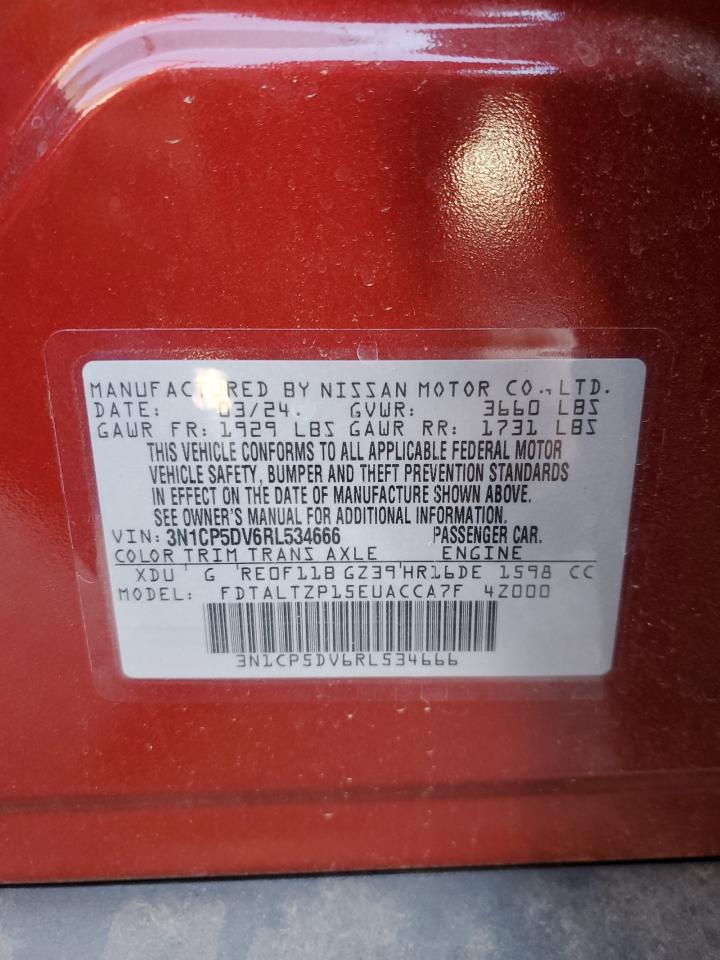 MANUFACTURED BY NISSAN MOTOR CO., LTD.
DATE: 03/24. GVWR: 3660 LBS
GAWR FR: 1929 LBS GAWR RR: 1731 LBS
THIS VEHICLE CONFORMS TO ALL APPLICABLE FEDERAL MOTOR
VEHICLE SAFETY, BUMPER AND THEFT PREVENTION STANDARDS
IN EFFECT ON THE DATE OF MANUFACTURE SHOWN ABOVE.
SEE OWNER'S MANUAL FOR ADDITIONAL INFORMATION.
VIN: 3N1CP5DV6RL534666 PASSENGER CAR.
COLOR TRIM TRANS AXLE ENGINE
XDU G RE0F11B GZ39 HR16DE 1598 CC
MODEL: FDTALTZP15EUACCA7F 4Z000
3N1CP5DV6RL534666